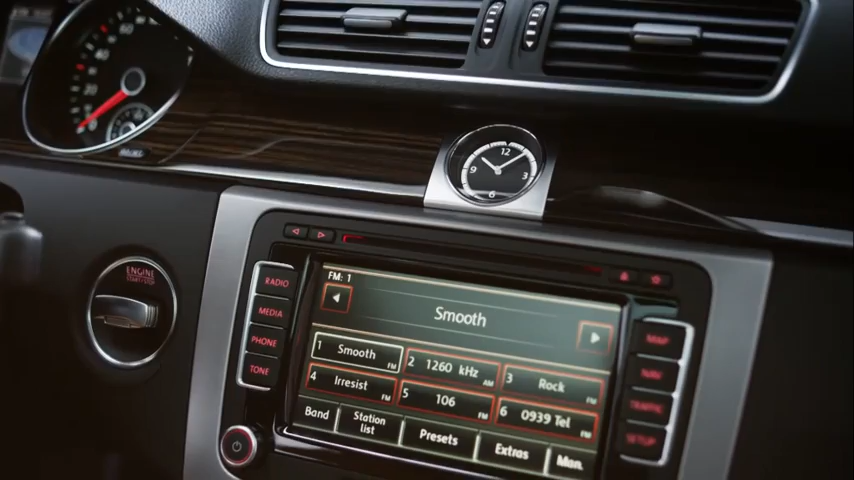 12
3
6
9
ENGINE
START/STOP
RADIO
MEDIA
PHONE
TONE
FM: 1
Smooth
1 Smooth FM
2 1260 kHz AM
3 Rock FM
4 Irresist FM
5 106 FM
6 0939 Tel FM
Band
Station list
Presets
Extras
Man.
MAP
NAV
TRAFFIC
SETUP